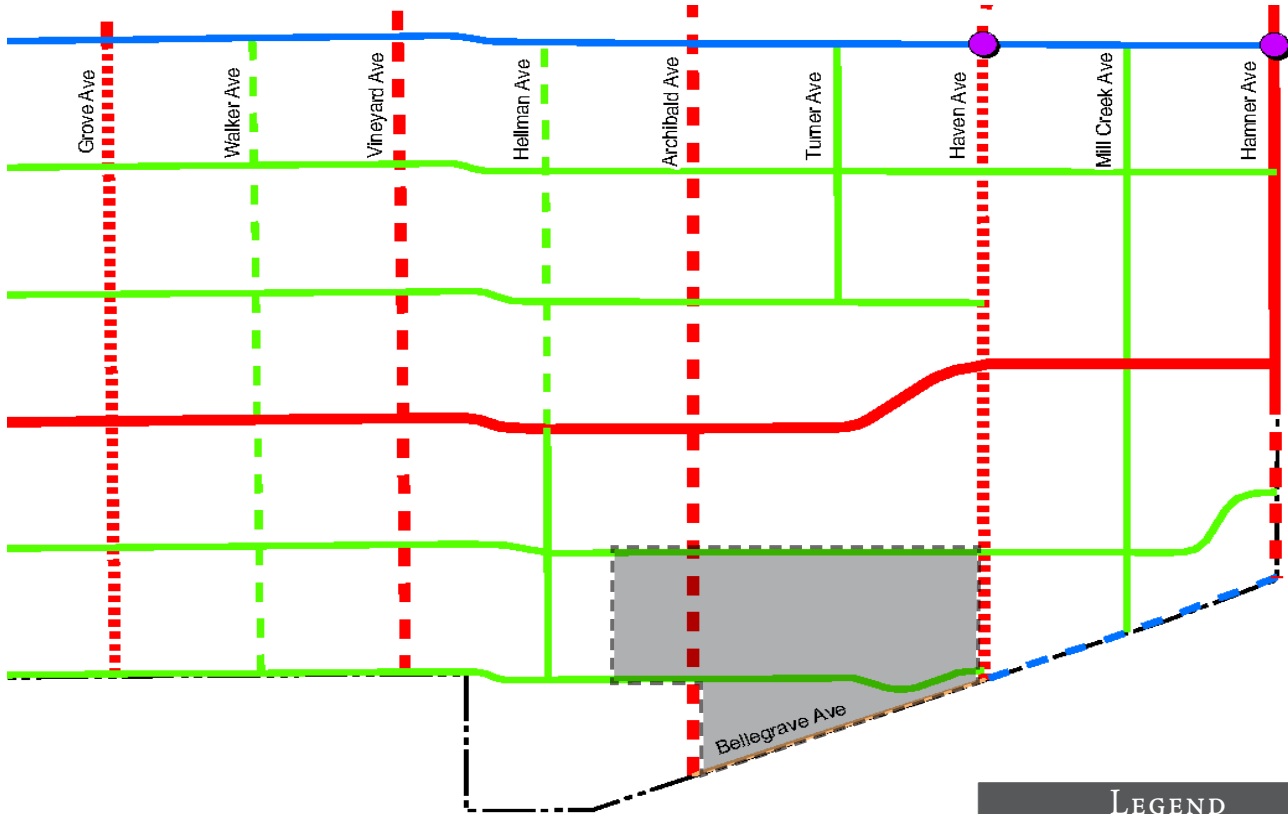 Grove Ave
Walker Ave
Vineyard Ave
Hellman Ave
Archibald Ave
Turner Ave
Haven Ave
Mill Creek Ave
Hamner Ave
Bellegrave Ave
LEGEND